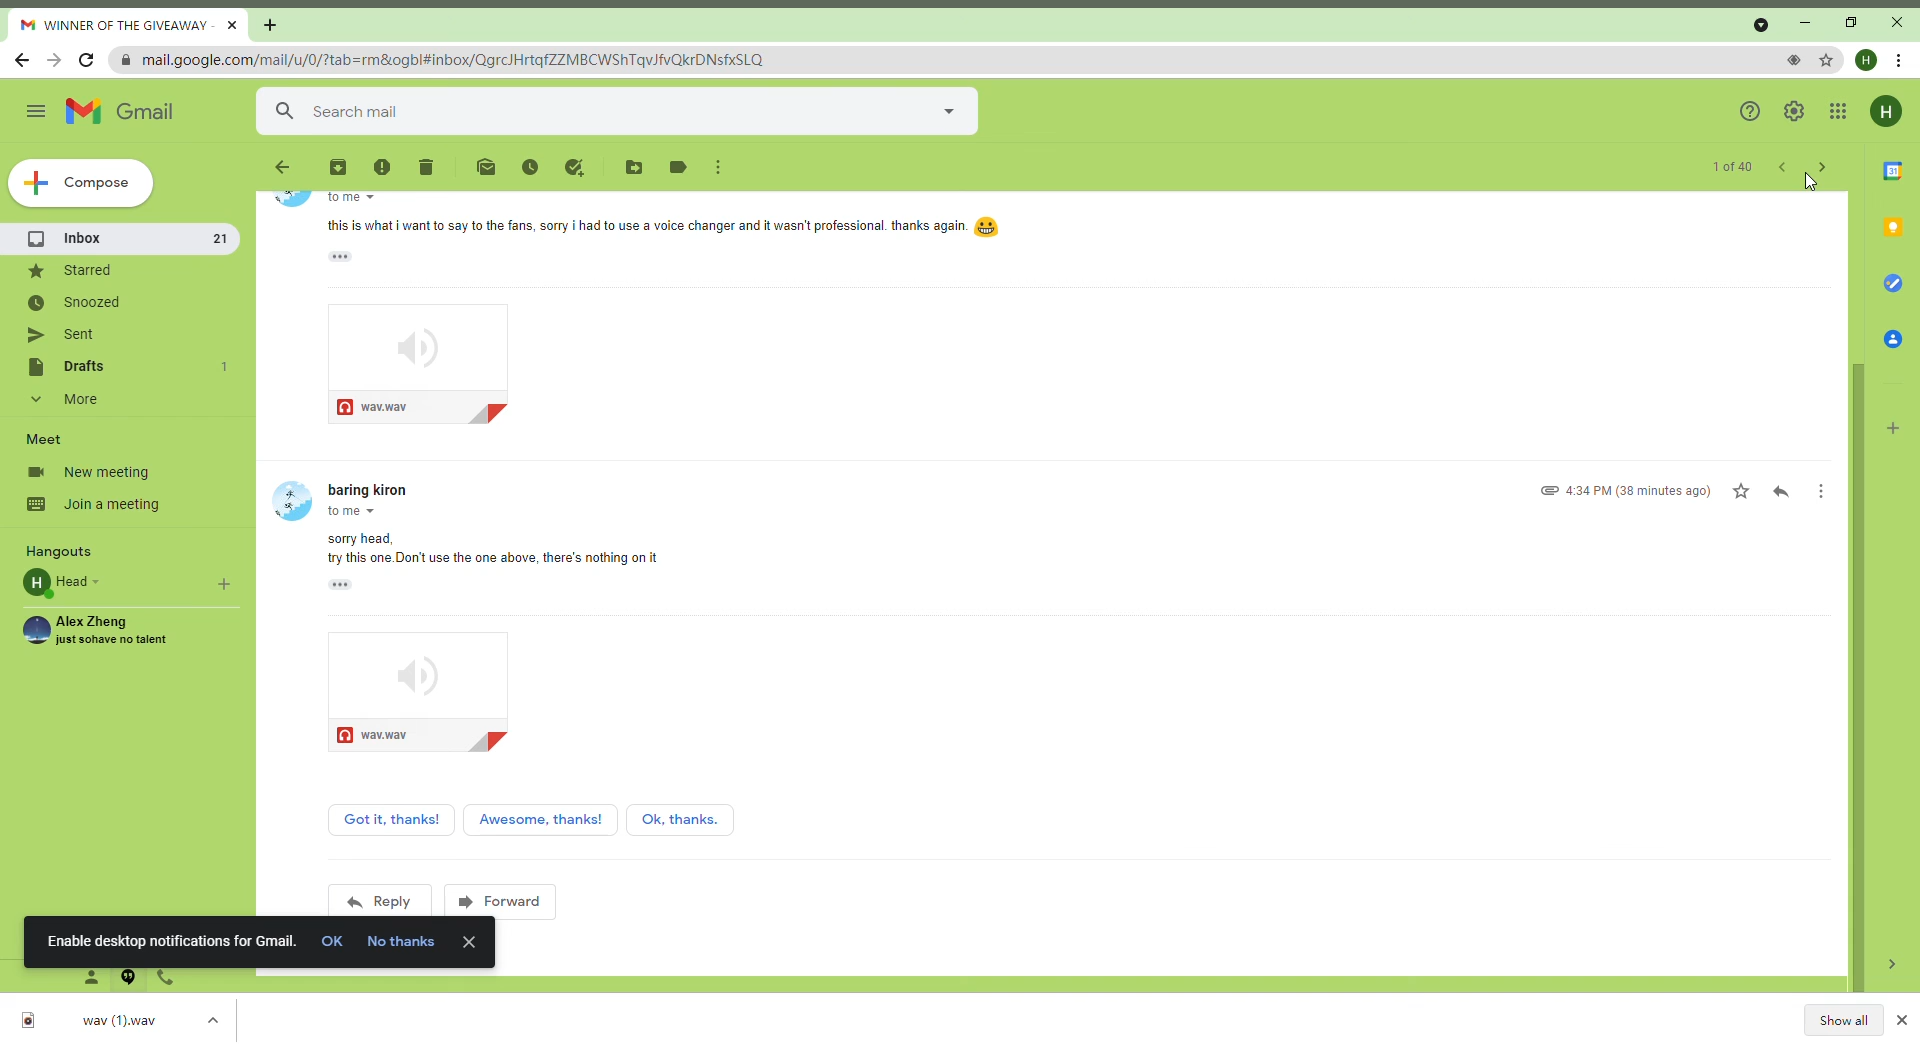 WINNER OF THE GIVEAWAY -
mail.google.com/mail/u/0/?tab=rm&ogbl#inbox/QgrcJHrtqfZZMBCWShTqvJfvQkrDNsfxSLQ
H
Gmail
Search mail
H
Compose
1 of 40
31
to me
this is what i want to say to the fans, sorry i had to use a voice changer and it wasn't professional. thanks again.
Inbox 21
Starred
Snoozed
Sent
Drafts 1
More
wav.wav
Meet
New meeting
Join a meeting
baring kiron
4:34 PM (38 minutes ago)
to me
sorry head,
try this one.Don't use the one above, there's nothing on it
Hangouts
H Head
Alex Zheng
just sohave no talent
wav.wav
Got it, thanks! Awesome, thanks! Ok, thanks.
Reply Forward
Enable desktop notifications for Gmail. OK No thanks
wav (1).wav
Show all